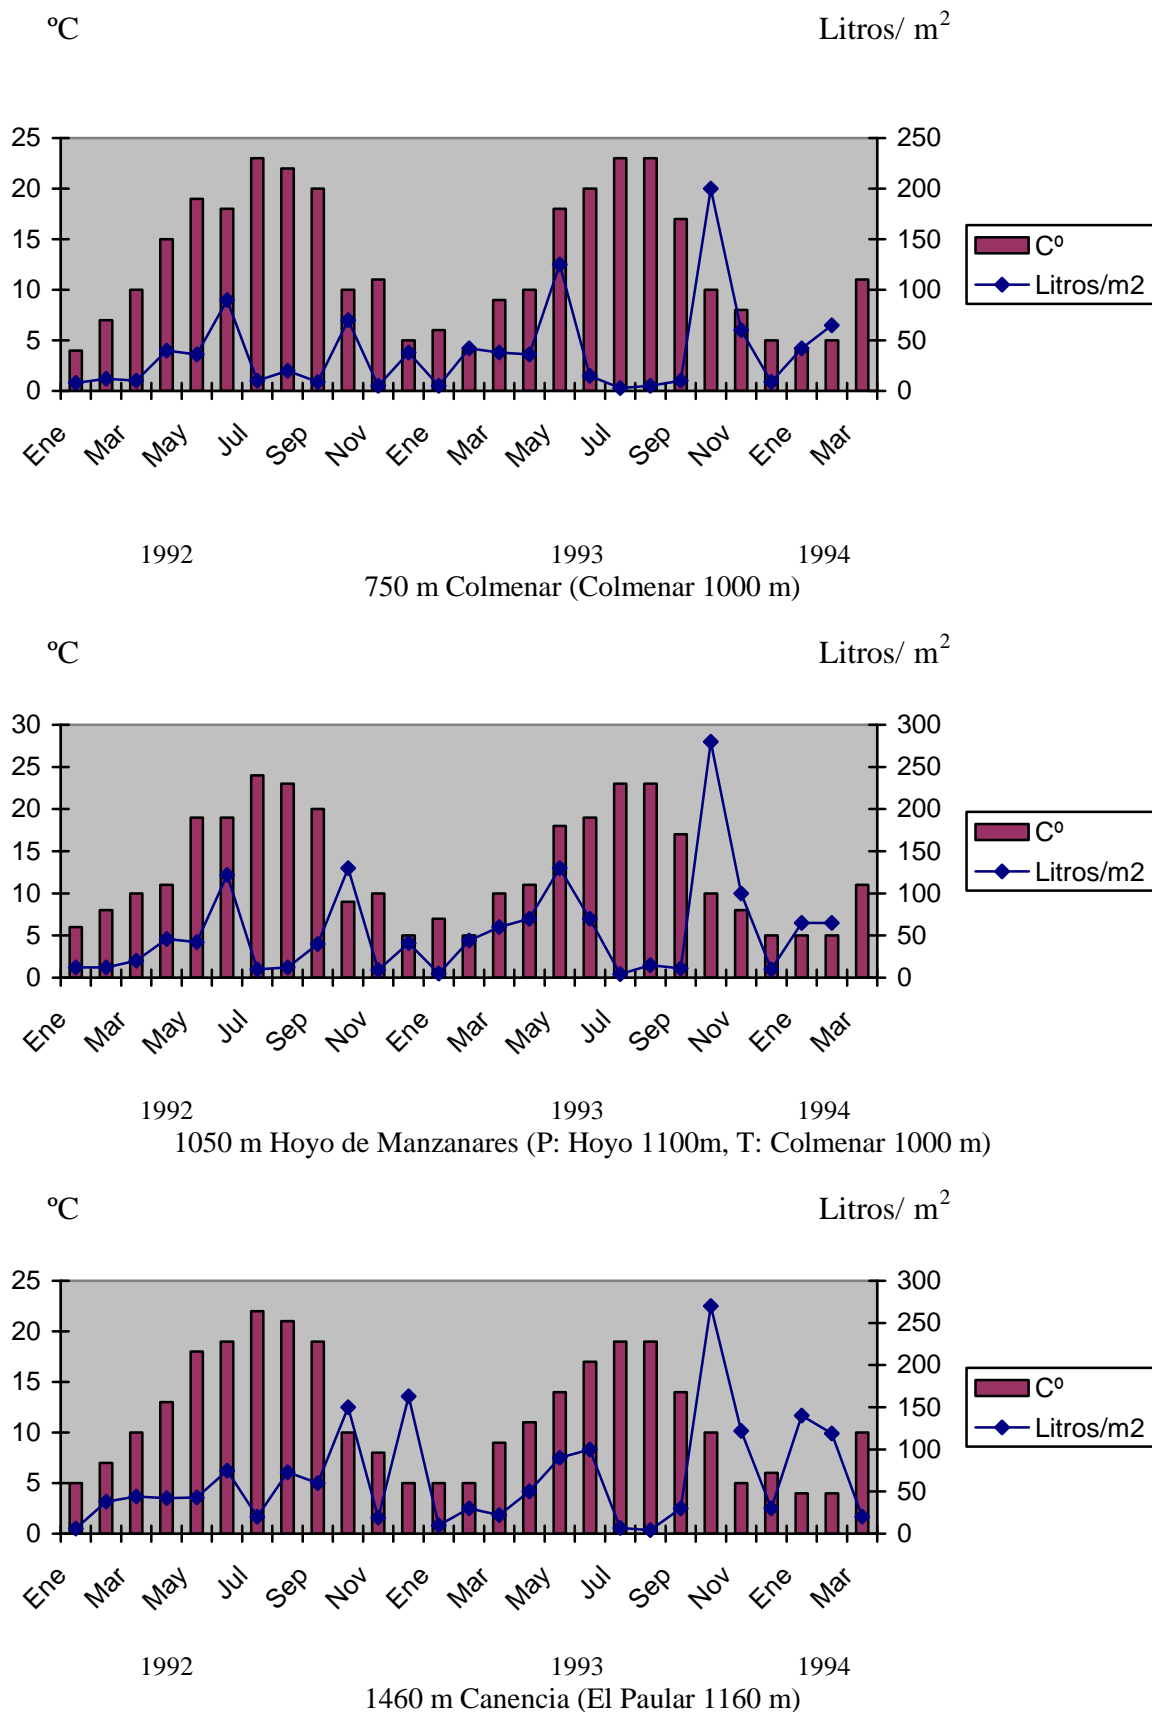 ºC Litros/ m²
25 250
20 200
15 150
10 100
5 50
0 0
Cº
Litros/m2
Ene Mar May Jul Sep Nov Ene Mar May Jul Sep Nov Ene Mar
1992 1993 1994
750 m Colmenar (Colmenar 1000 m)
ºC Litros/ m²
30 300
25 250
20 200
15 150
10 100
5 50
0 0
Cº
Litros/m2
Ene Mar May Jul Sep Nov Ene Mar May Jul Sep Nov Ene Mar
1992 1993 1994
1050 m Hoyo de Manzanares (P: Hoyo 1100m, T: Colmenar 1000 m)
ºC Litros/ m²
25 300
20 250
15 200
10 150
5 100
0 50
0
Cº
Litros/m2
Ene Mar May Jul Sep Nov Ene Mar May Jul Sep Nov Ene Mar
1992 1993 1994
1460 m Canencia (El Paular 1160 m)